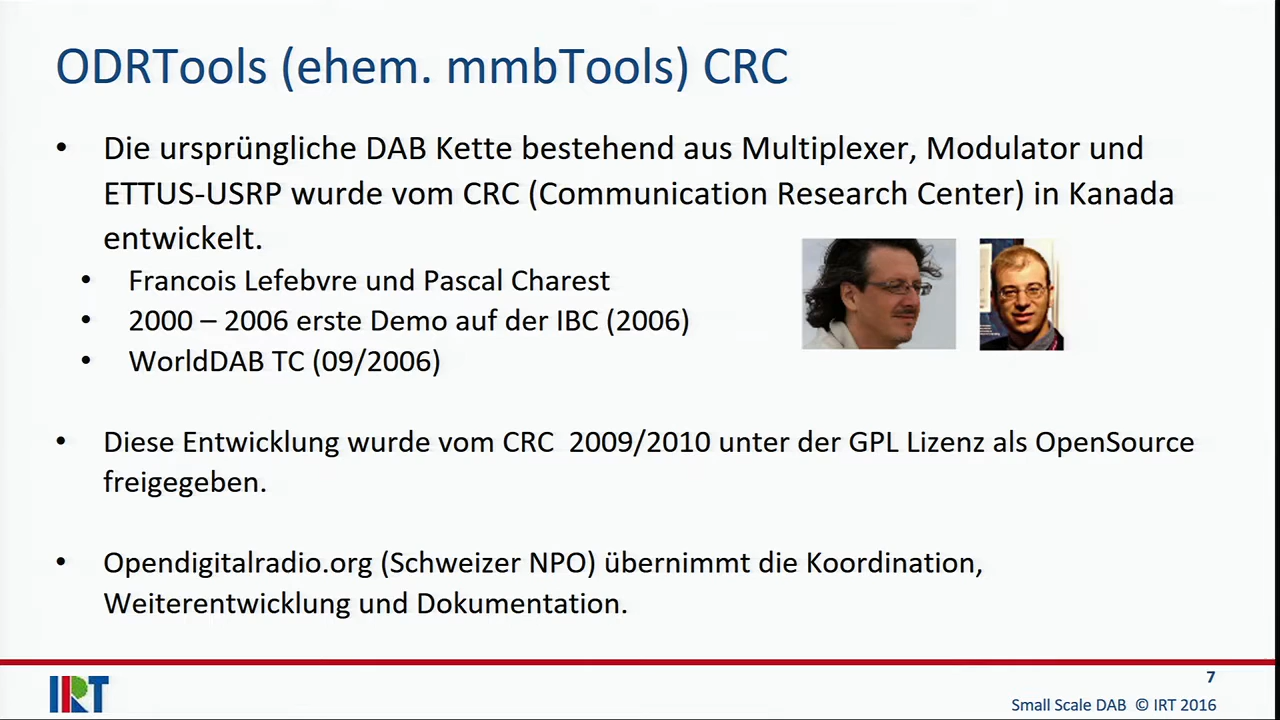 ODRTools (ehem. mmbTools) CRC
• Die ursprüngliche DAB Kette bestehend aus Multiplexer, Modulator und
ETTUS-USRP wurde vom CRC (Communication Research Center) in Kanada
entwickelt.
• Francois Lefebvre und Pascal Charest
• 2000 – 2006 erste Demo auf der IBC (2006)
• WorldDAB TC (09/2006)
• Diese Entwicklung wurde vom CRC  2009/2010 unter der GPL Lizenz als OpenSource
freigegeben.
• Opendigitalradio.org (Schweizer NPO) übernimmt die Koordination,
Weiterentwicklung und Dokumentation.
IRT
7
Small Scale DAB © IRT 2016